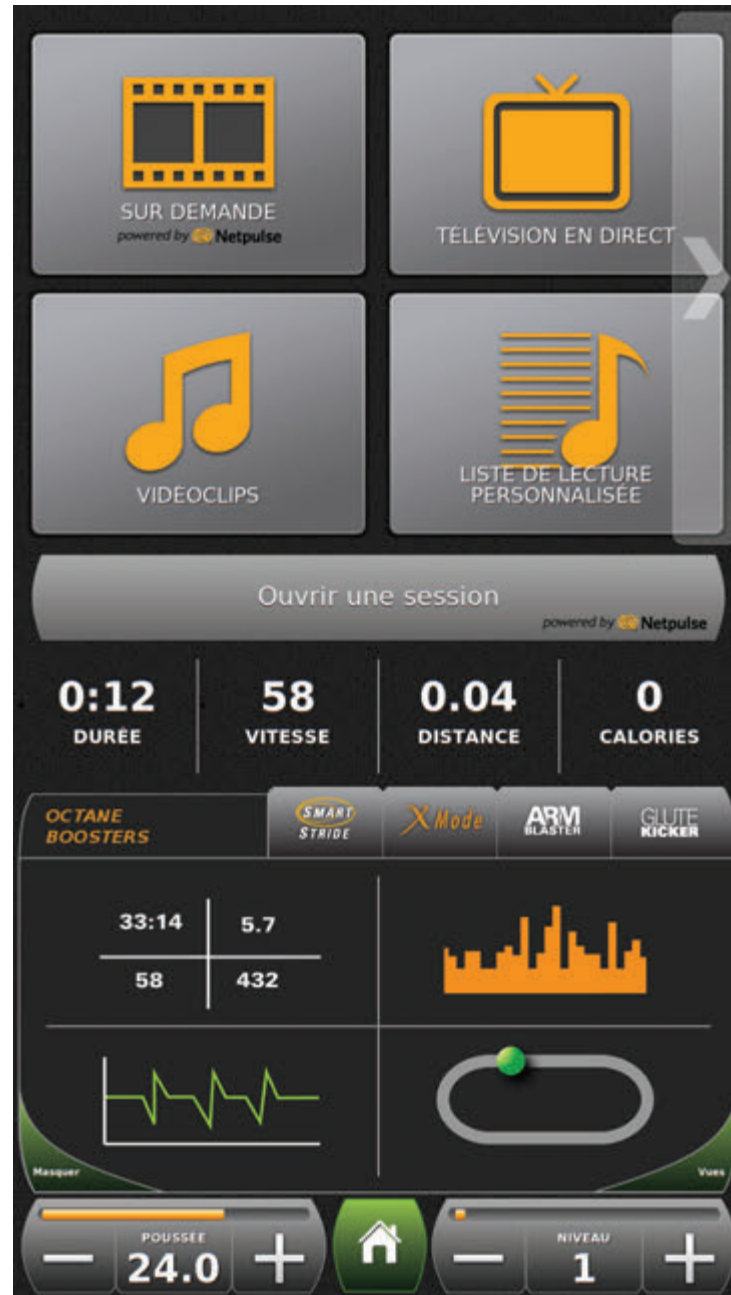 SUR DEMANDE
powered by Netpulse
TÉLÉVISION EN DIRECT
VIDÉOCLIPS
LISTE DE LECTURE
PERSONNALISÉE
Ouvrir une session
powered by Netpulse
0:12
DURÉE
58
VITESSE
0.04
DISTANCE
0
CALORIES
OCTANE
BOOSTERS
SMART
STRIDE
X Mode
ARM
BLASTER
GLUTE
KICKER
33:14 5.7
58 432
Masquer
Vues
POUSSÉE
24.0
NIVEAU
1